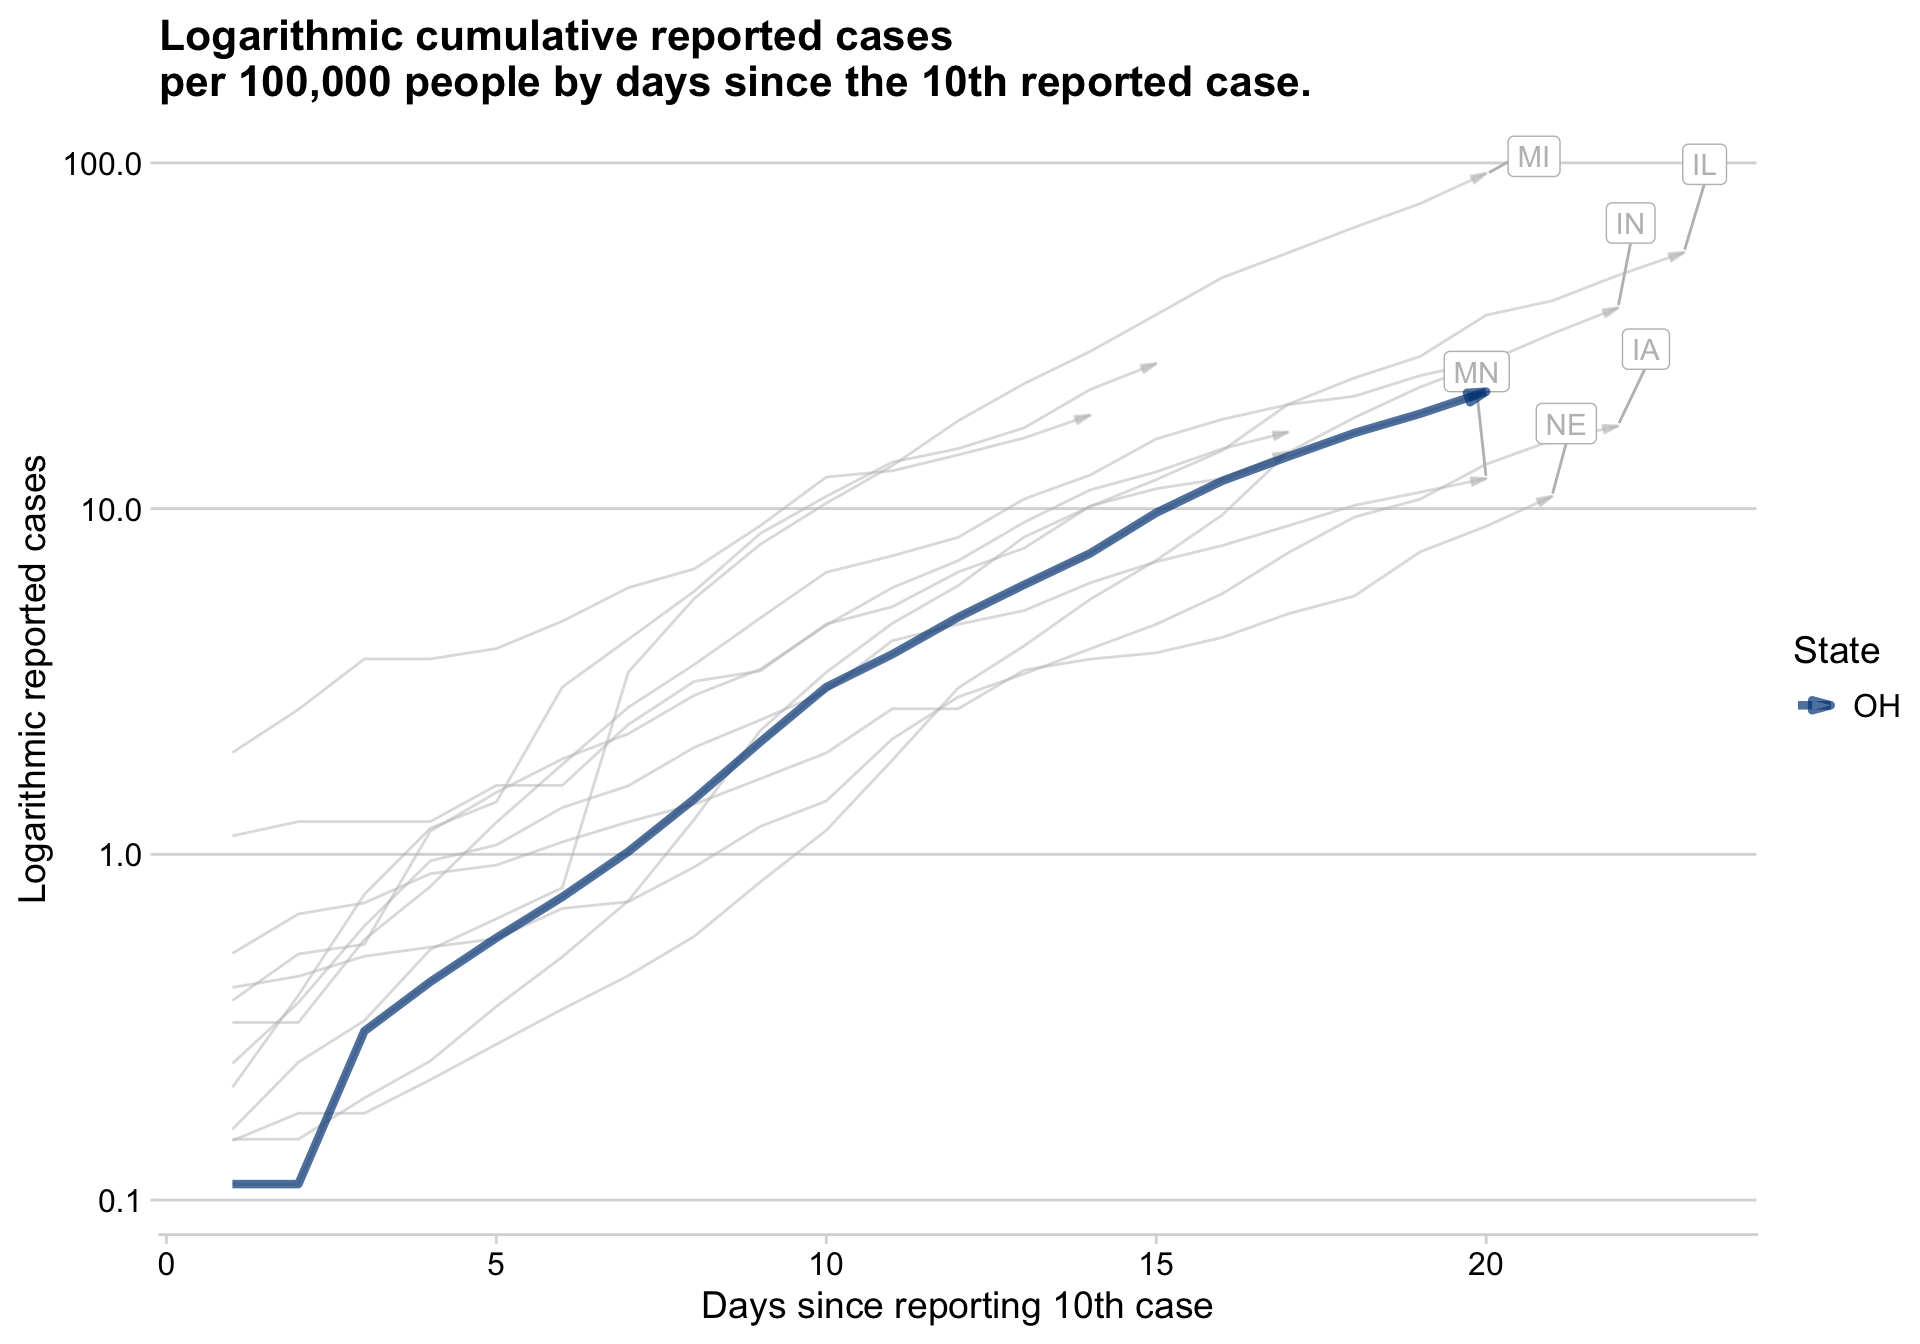 Logarithmic cumulative reported cases
per 100,000 people by days since the 10th reported case.
100.0
10.0
1.0
0.1
Logarithmic reported cases
MI
IL
IN
IA
MN
NE
State
OH
0
5
10
15
20
Days since reporting 10th case